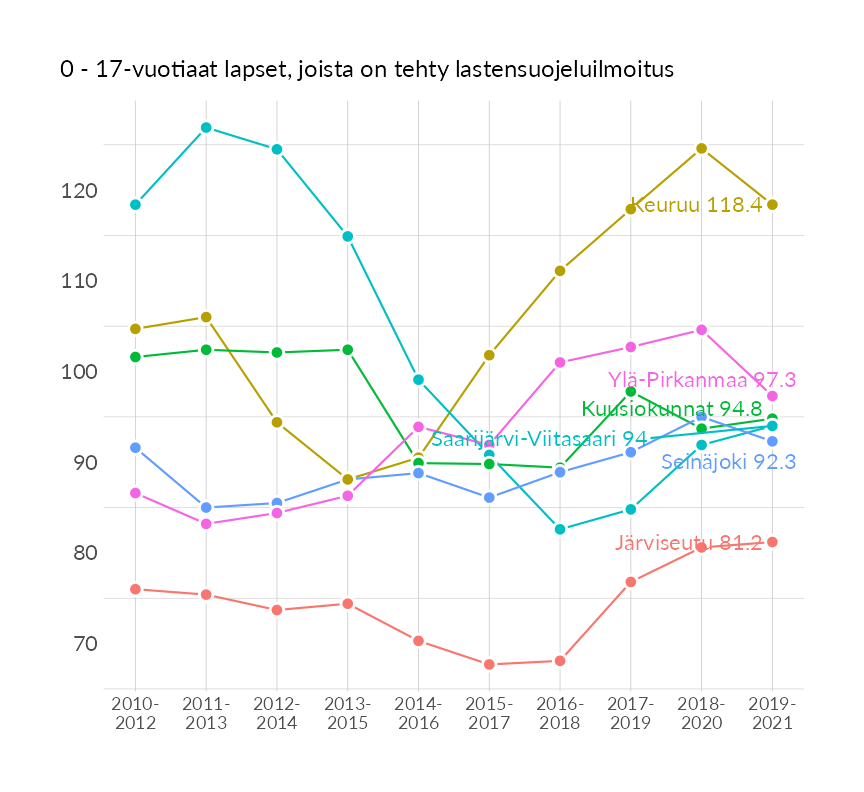 0 - 17-vuotiaat lapset, joista on tehty lastensuojeluilmoitus
120
110
100
90
80
70
Keuruu 118.4
Ylä-Pirkanmaa 97.3
Kuusiokunnat 94.8
Saarijärvi-Viitasaari 94
Seinäjoki 92.3
Järviseutu 81.2
2010- 2011- 2012- 2013- 2014- 2015- 2016- 2017- 2018- 2019-
2012 2013 2014 2015 2016 2017 2018 2019 2020 2021